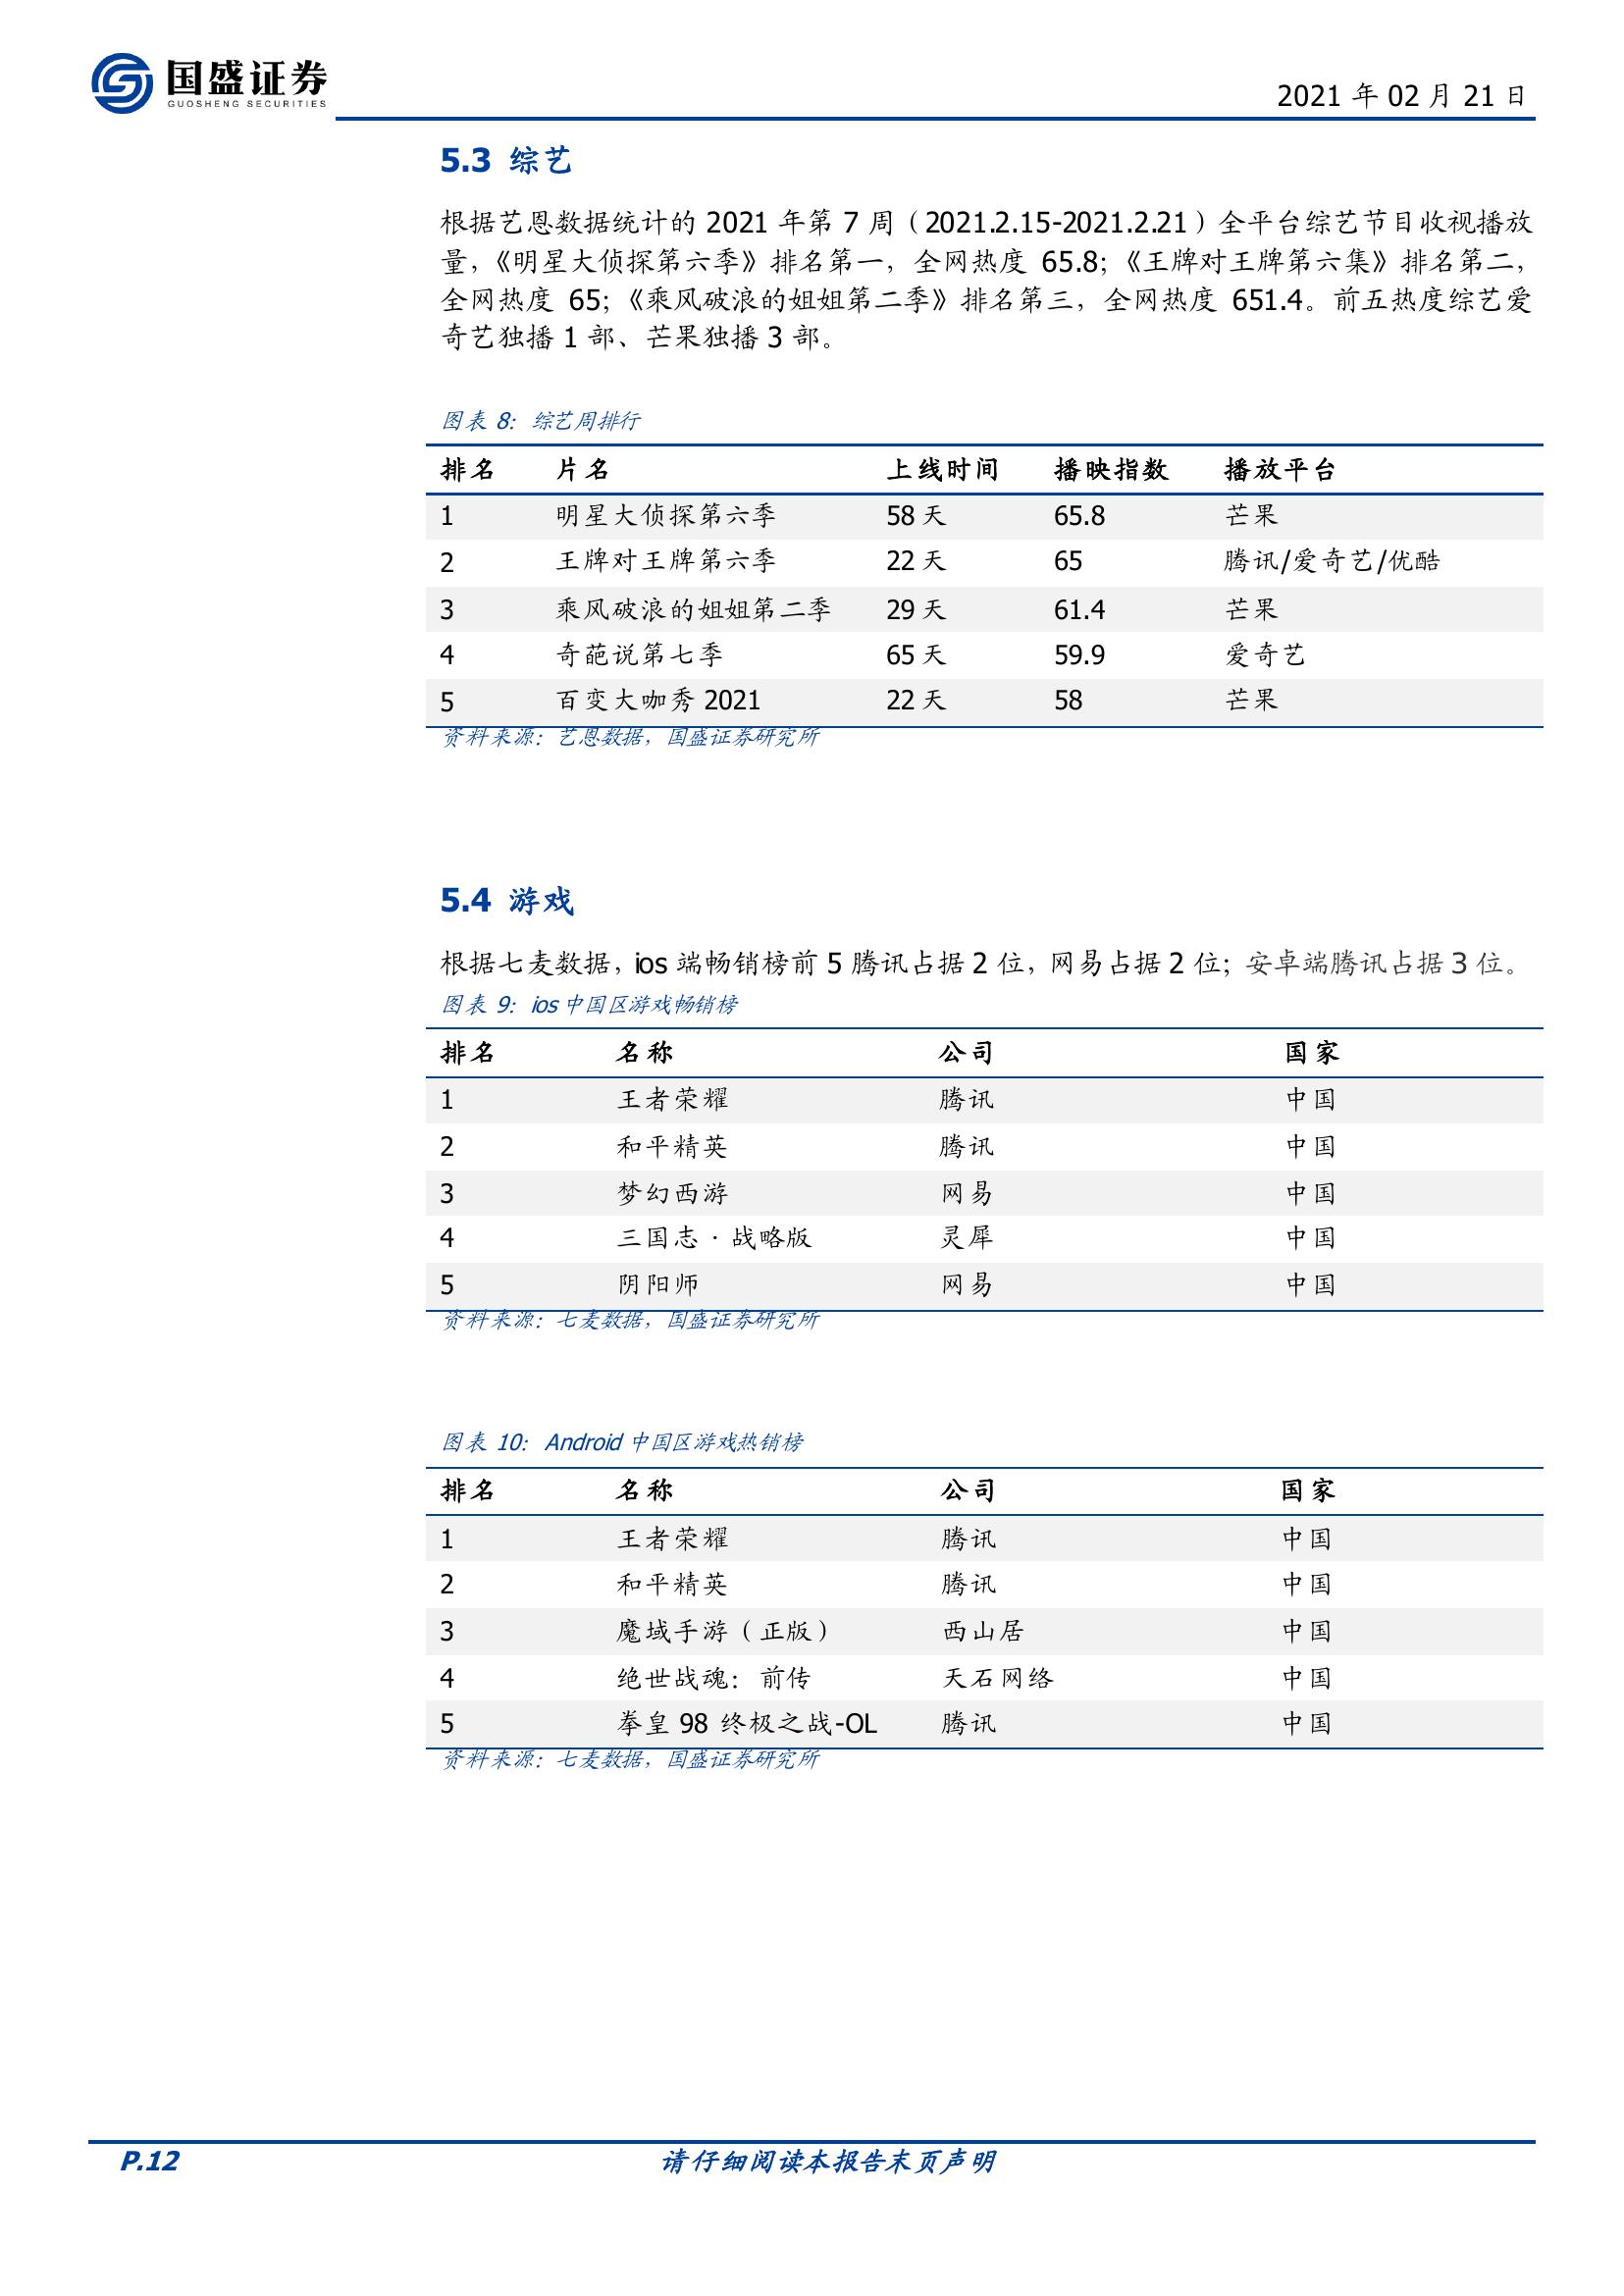 国盛证券
GUOSHENG SECURITIES
2021 年 02 月 21 日
5.3 综艺
根据艺恩数据统计的 2021 年第 7 周（2021.2.15-2021.2.21）全平台综艺节目收视播放
量，《明星大侦探第六季》排名第一，全网热度 65.8；《王牌对王牌第六集》排名第二，
全网热度 65；《乘风破浪的姐姐第二季》排名第三，全网热度 651.4。前五热度综艺爱
奇艺独播 1 部、芒果独播 3 部。
图表 8：综艺周排行
排名 片名 上线时间 播映指数 播放平台
1 明星大侦探第六季 58 天 65.8 芒果
2 王牌对王牌第六季 22 天 65 腾讯/爱奇艺/优酷
3 乘风破浪的姐姐第二季 29 天 61.4 芒果
4 奇葩说第七季 65 天 59.9 爱奇艺
5 百变大咖秀 2021 22 天 58 芒果
资料来源：艺恩数据，国盛证券研究所
5.4 游戏
根据七麦数据，ios 端畅销榜前 5 腾讯占据 2 位，网易占据 2 位；安卓端腾讯占据 3 位。
图表 9：ios 中国区游戏畅销榜
排名 名称 公司 国家
1 王者荣耀 腾讯 中国
2 和平精英 腾讯 中国
3 梦幻西游 网易 中国
4 三国志·战略版 灵犀 中国
5 阴阳师 网易 中国
资料来源：七麦数据，国盛证券研究所
图表 10：Android 中国区游戏热销榜
排名 名称 公司 国家
1 王者荣耀 腾讯 中国
2 和平精英 腾讯 中国
3 魔域手游（正版） 西山居 中国
4 绝世战魂：前传 天石网络 中国
5 拳皇 98 终极之战-OL 腾讯 中国
资料来源：七麦数据，国盛证券研究所
P.12 请仔细阅读本报告末页声明